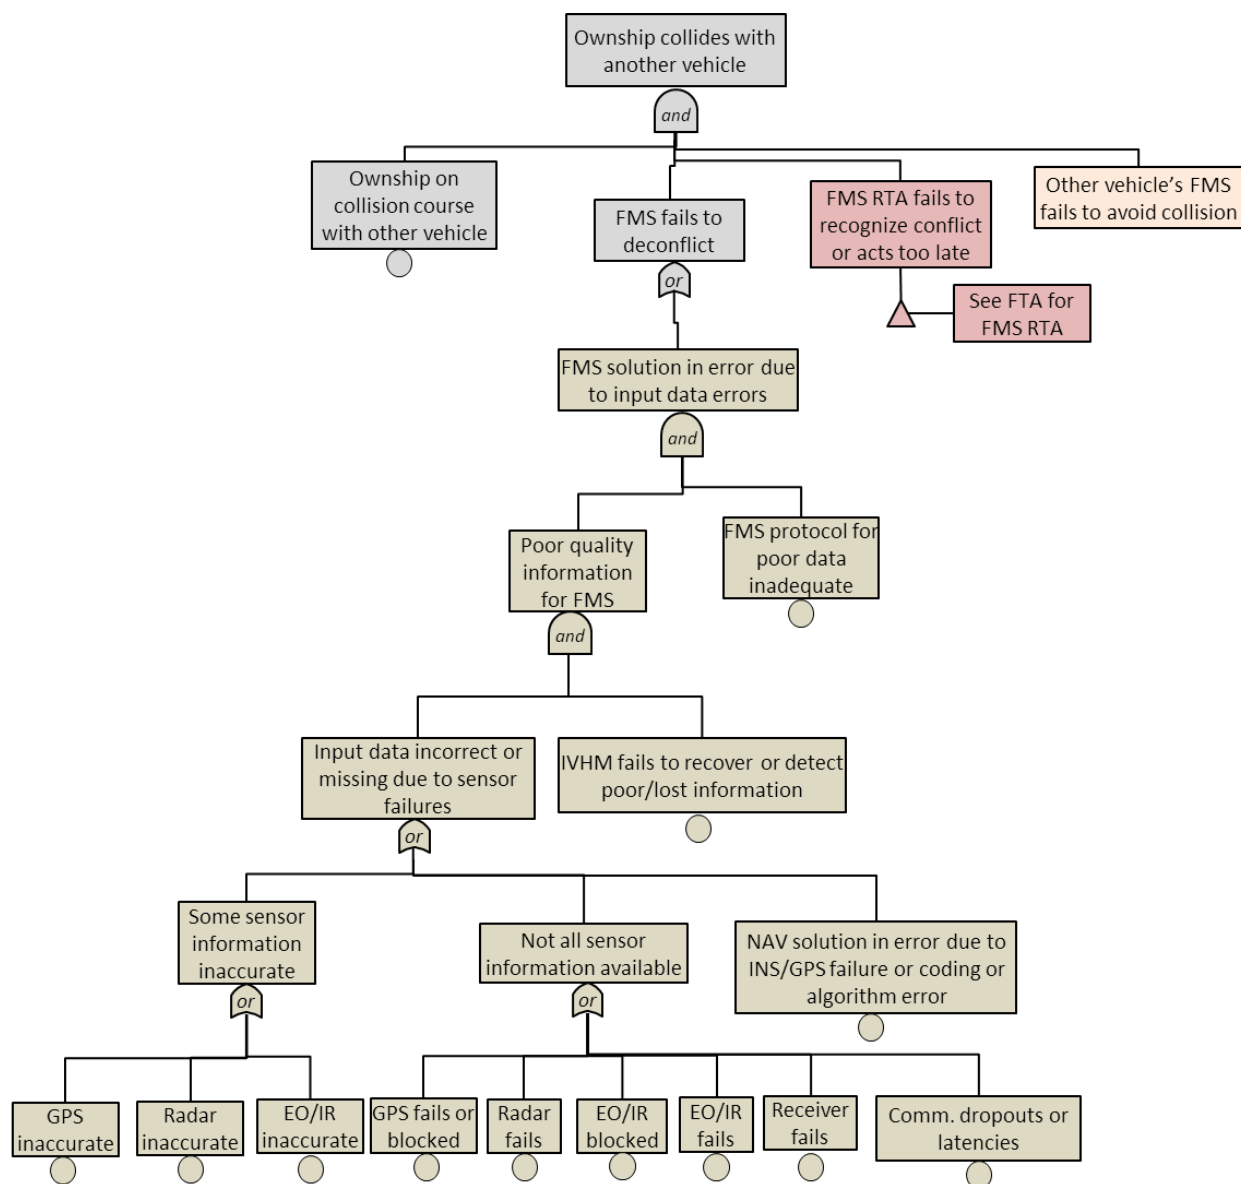 Ownship collides with
another vehicle
and
Ownship on
collision course
with other vehicle
FMS fails to
deconflict
or
FMS RTA fails to
recognize conflict
or acts too late
Other vehicle's FMS
fails to avoid collision
See FTA for
FMS RTA
FMS solution in error due
to input data errors
and
Poor quality
information
for FMS
and
FMS protocol for
poor data
inadequate
Input data incorrect or
missing due to sensor
failures
or
IVHM fails to recover or detect
poor/lost information
Some sensor
information
inaccurate
or
Not all sensor
information available
or
NAV solution in error due to
INS/GPS failure or coding or
algorithm error
GPS
inaccurate
Radar
inaccurate
EO/IR
inaccurate
GPS fails or
blocked
Radar
fails
EO/IR
blocked
EO/IR
fails
Receiver
fails
Comm. dropouts or
latencies